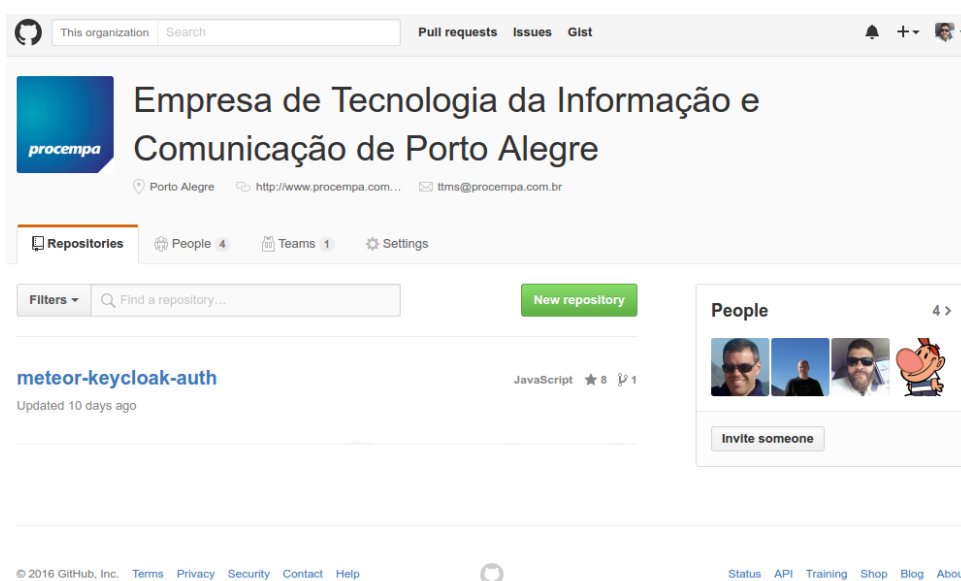 This organization Search Pull requests Issues Gist
procempa
Empresa de Tecnologia da Informação e
Comunicação de Porto Alegre
Porto Alegre http://www.procempa.com... ttms@procempa.com.br
Repositories People 4 Teams 1 Settings
Filters Find a repository... New repository
People 4
meteor-keycloak-auth JavaScript 8 1
Updated 10 days ago
Invite someone
© 2016 GitHub, Inc. Terms Privacy Security Contact Help Status API Training Shop Blog Abou